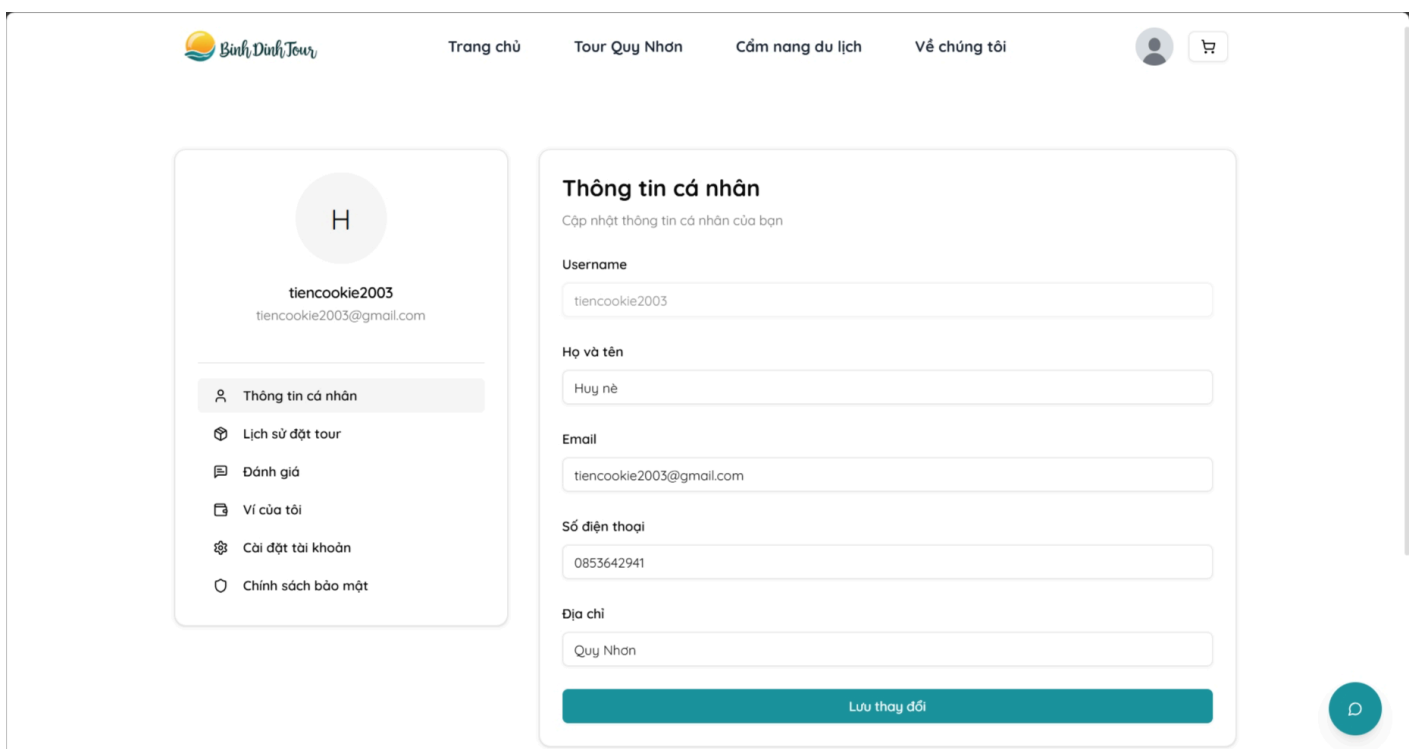 Binh Dinh Tour
Trang chủ
Tour Quy Nhơn
Cẩm nang du lịch
Về chúng tôi
H
tiencookie2003
tiencookie2003@gmail.com
Thông tin cá nhân
Lịch sử đặt tour
Đánh giá
Ví của tôi
Cài đặt tài khoản
Chính sách bảo mật
Thông tin cá nhân
Cập nhật thông tin cá nhân của bạn
Username
tiencookie2003
Họ và tên
Huy nè
Email
tiencookie2003@gmail.com
Số điện thoại
0853642941
Địa chỉ
Quy Nhơn
Lưu thay đổi